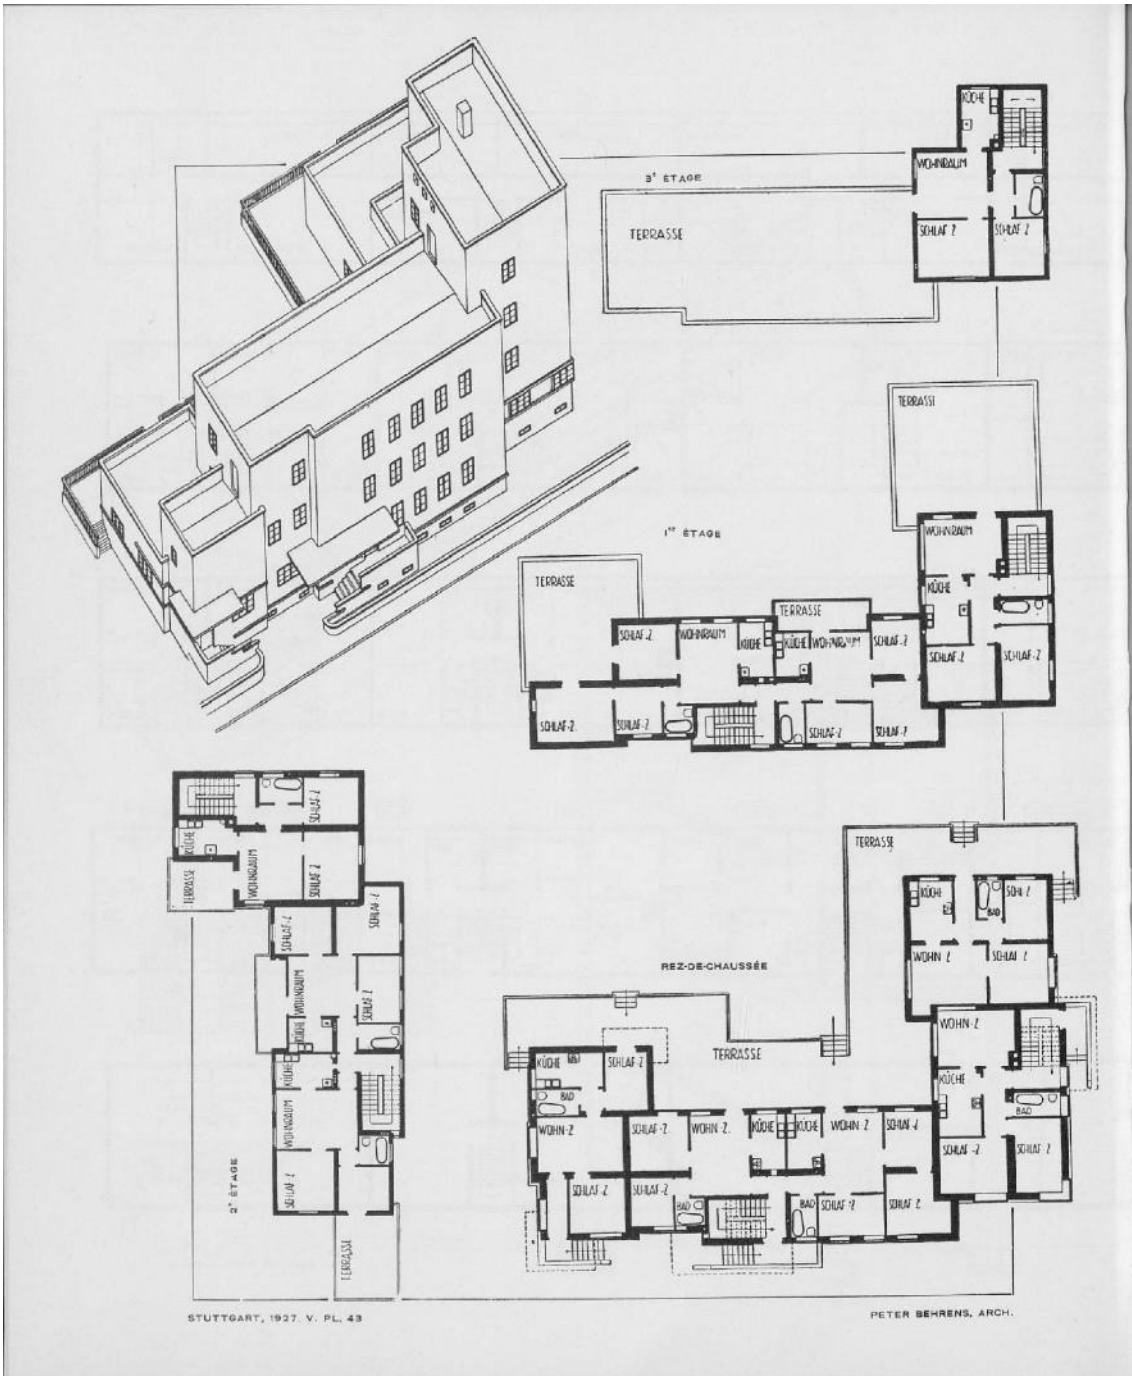 KÜCHE
WOHNRAUM
3ᵉ ÉTAGE
TERRASSE
SCHLAF-Z
SCHLAF-Z
TERRASSE
WOHNRAUM
1ᵉʳ ÉTAGE
TERRASSE
KÜCHE
TERRASSE
SCHLAF-Z.
WOHNRAUM
KÜCHE
KÜCHE
WOHNRAUM
SCHLAF-Z
SCHLAF-Z
SCHLAF-Z
SCHLAF-Z.
SCHLAF-Z
SCHLAF-Z
SCHLAF-Z
SCHLAF-Z
KÜCHE
WOHNRAUM
SCHLAF-Z
TERRASSE
SCHLAF-Z
SCHLAF-Z
WOHNRAUM
SCHLAF-Z
KÜCHE
KÜCHE
WOHNRAUM
SCHLAF-Z
2ᵉ ÉTAGE
TERRASSE
TERRASSE
KÜCHE
BAD
SCHL-Z
REZ-DE-CHAUSSÉE
WOHN-Z
SCHLAF-Z
WOHN-Z
TERRASSE
KÜCHE
SCHLAF-Z
KÜCHE
BAD
BAD
WOHN-Z
SCHLAF-Z.
WOHN-Z.
KÜCHE
KÜCHE
WOHN-Z
SCHLAF-Z
SCHLAF-Z
SCHLAF-Z
SCHLAF-Z
SCHLAF-Z
BAD
BAD
SCHLAF-Z
SCHLAF-Z
STUTTGART, 1927. V. PL. 43
PETER BEHRENS, ARCH.